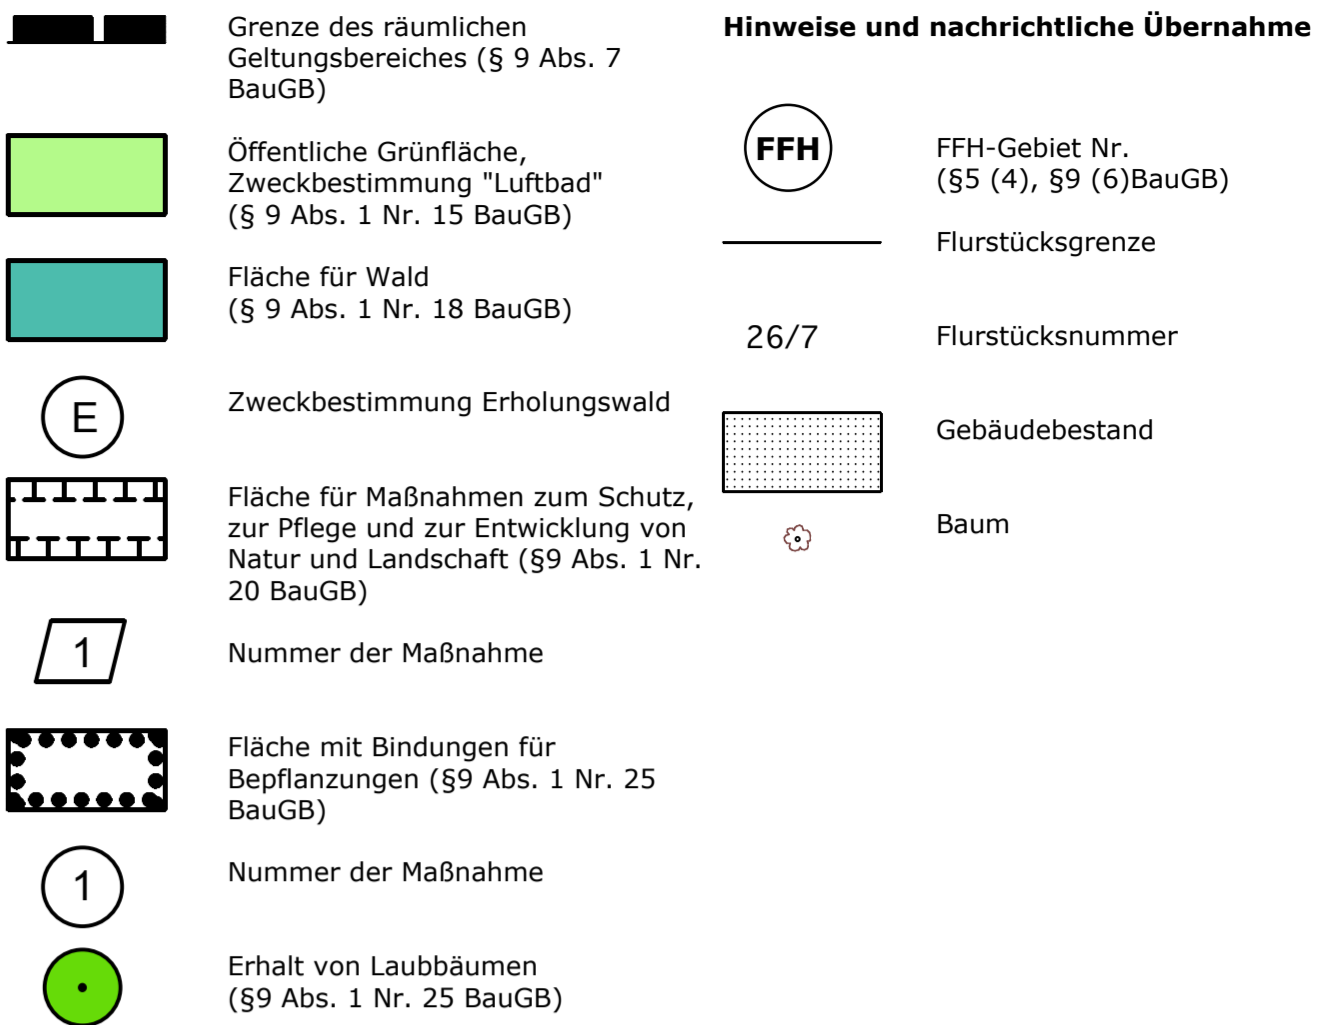 Grenze des räumlichen
Geltungsbereiches (§ 9 Abs. 7
BauGB)
Öffentliche Grünfläche,
Zweckbestimmung "Luftbad"
(§ 9 Abs. 1 Nr. 15 BauGB)
Fläche für Wald
(§ 9 Abs. 1 Nr. 18 BauGB)
E
Zweckbestimmung Erholungswald
Fläche für Maßnahmen zum Schutz,
zur Pflege und zur Entwicklung von
Natur und Landschaft (§9 Abs. 1 Nr.
20 BauGB)
1
Nummer der Maßnahme
Fläche mit Bindungen für
Bepflanzungen (§9 Abs. 1 Nr. 25
BauGB)
1
Nummer der Maßnahme
Erhalt von Laubbäumen
(§9 Abs. 1 Nr. 25 BauGB)
Hinweise und nachrichtliche Übernahme
FFH
FFH-Gebiet Nr.
(§5 (4), §9 (6)BauGB)
Flurstücksgrenze
26/7
Flurstücksnummer
Gebäudebestand
Baum